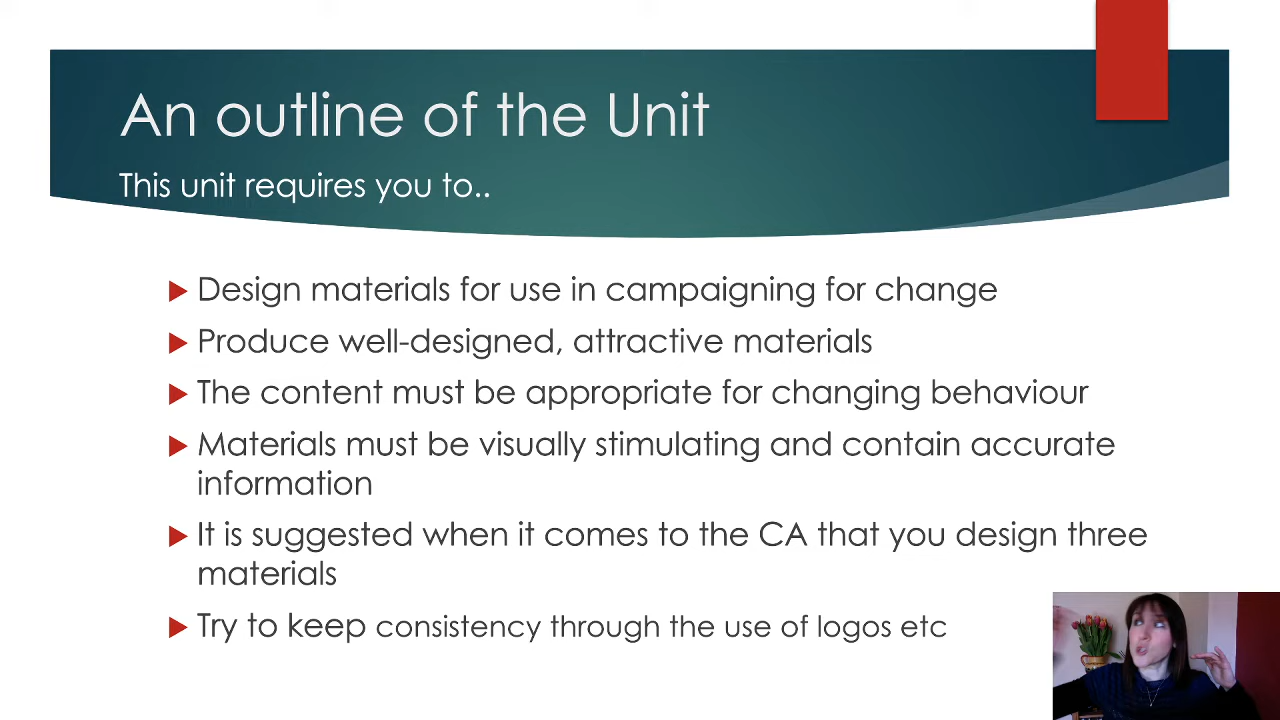 An outline of the Unit
This unit requires you to..
Design materials for use in campaigning for change
Produce well-designed, attractive materials
The content must be appropriate for changing behaviour
Materials must be visually stimulating and contain accurate
information
It is suggested when it comes to the CA that you design three
materials
Try to keep consistency through the use of logos etc